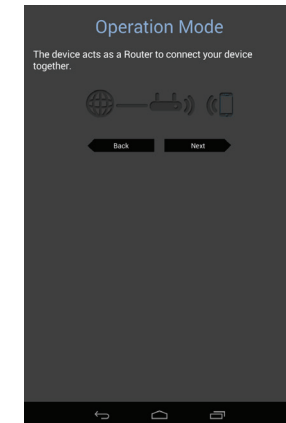 Operation Mode
The device acts as a Router to connect your device
together.
Back Next